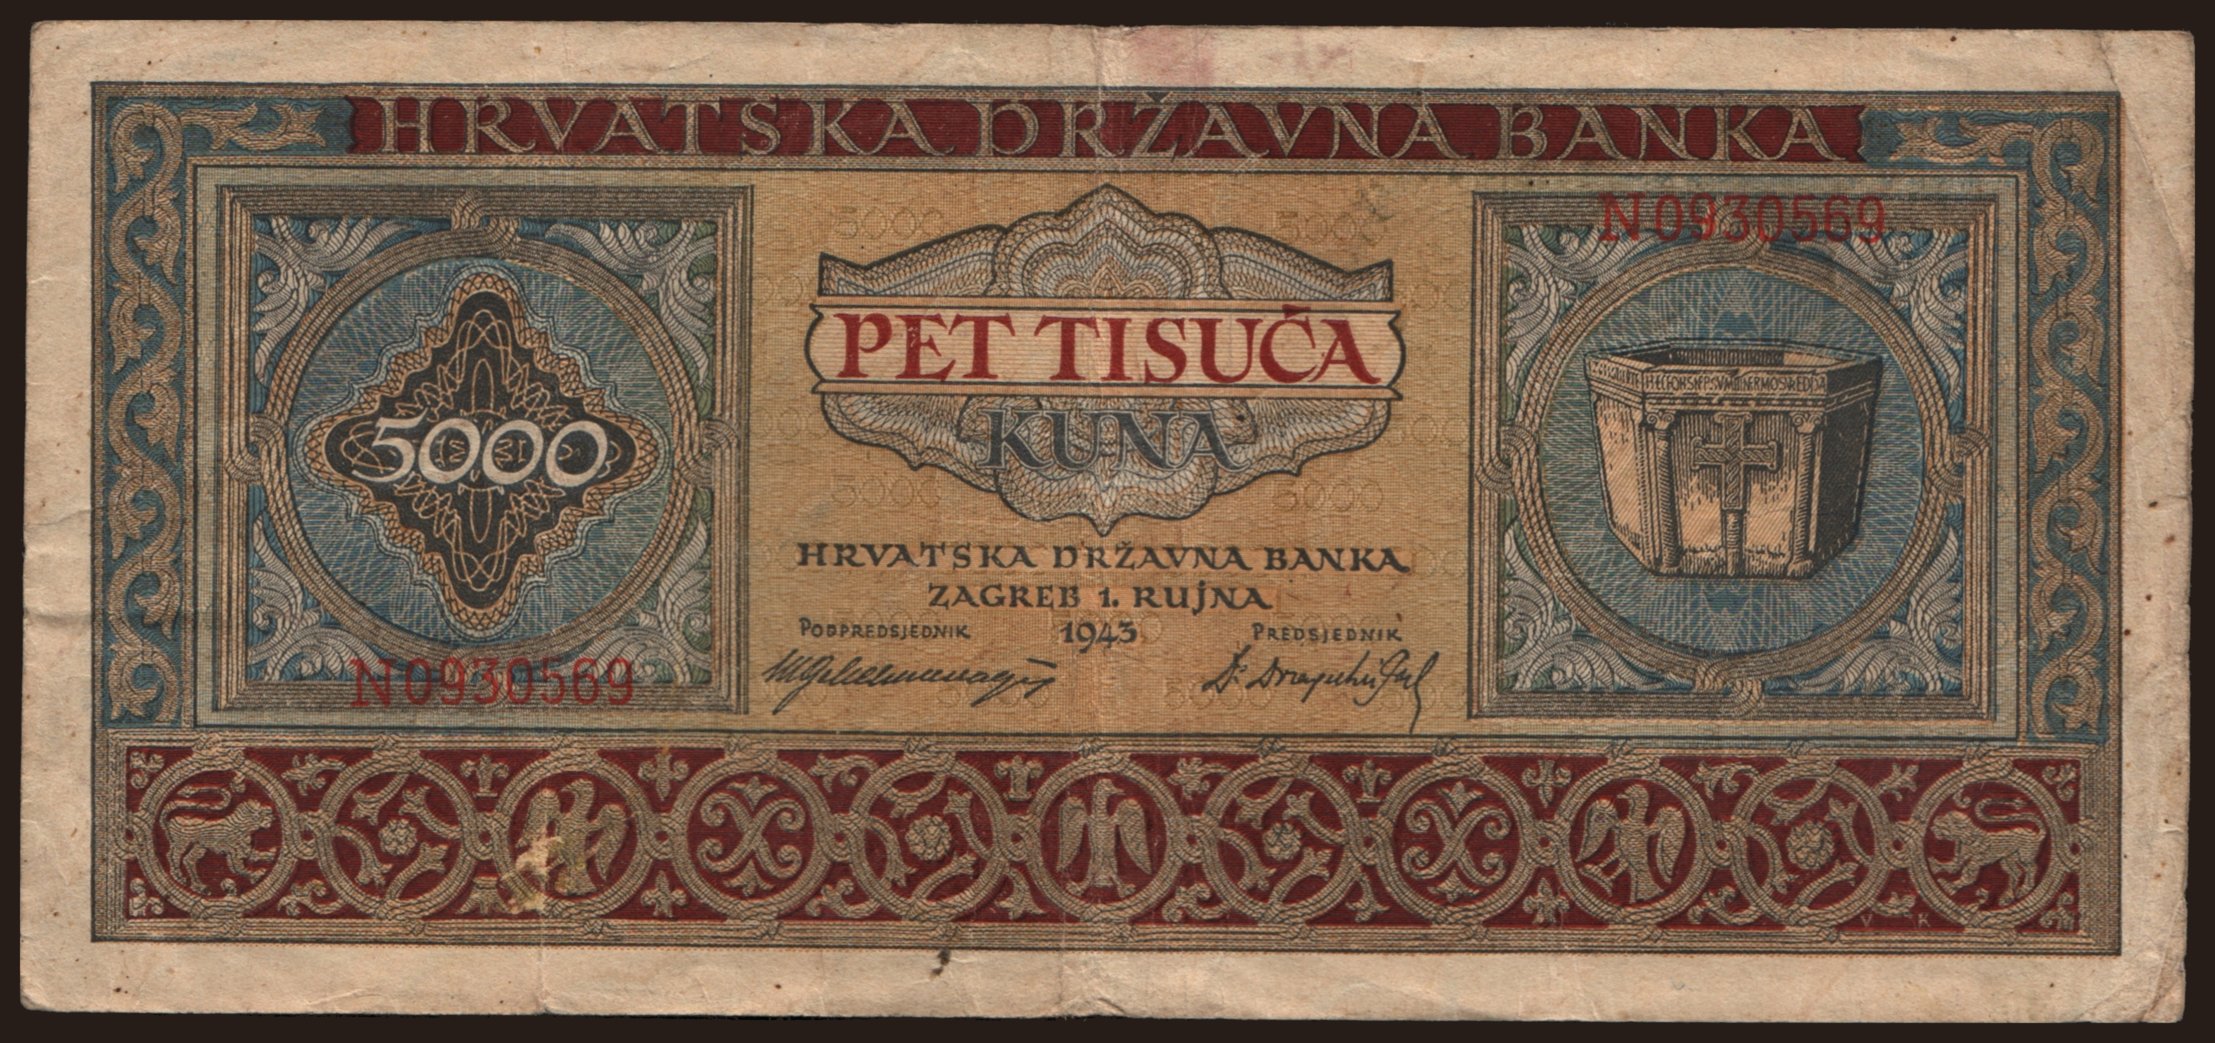 HRVATSKA DRŽAVNA BANKA
N0930569
5000
PET TISUĆA
KUNA
HRVATSKA DRŽAVNA BANKA
ZAGREB 1. RUJNA
1943
PODPREDSJEDNIK
PREDSJEDNIK
N0930569
V K